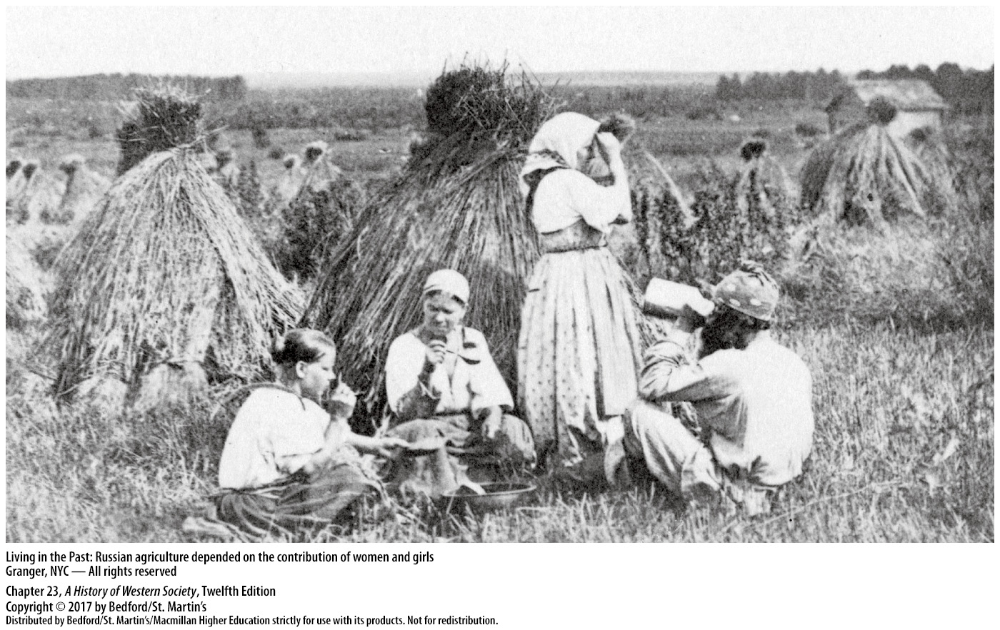 Living in the Past: Russian agriculture depended on the contribution of women and girls
Granger, NYC — All rights reserved
Chapter 23, A History of Western Society, Twelfth Edition
Copyright © 2017 by Bedford/St. Martin’s
Distributed by Bedford/St. Martin’s/Macmillan Higher Education strictly for use with its products. Not for redistribution.